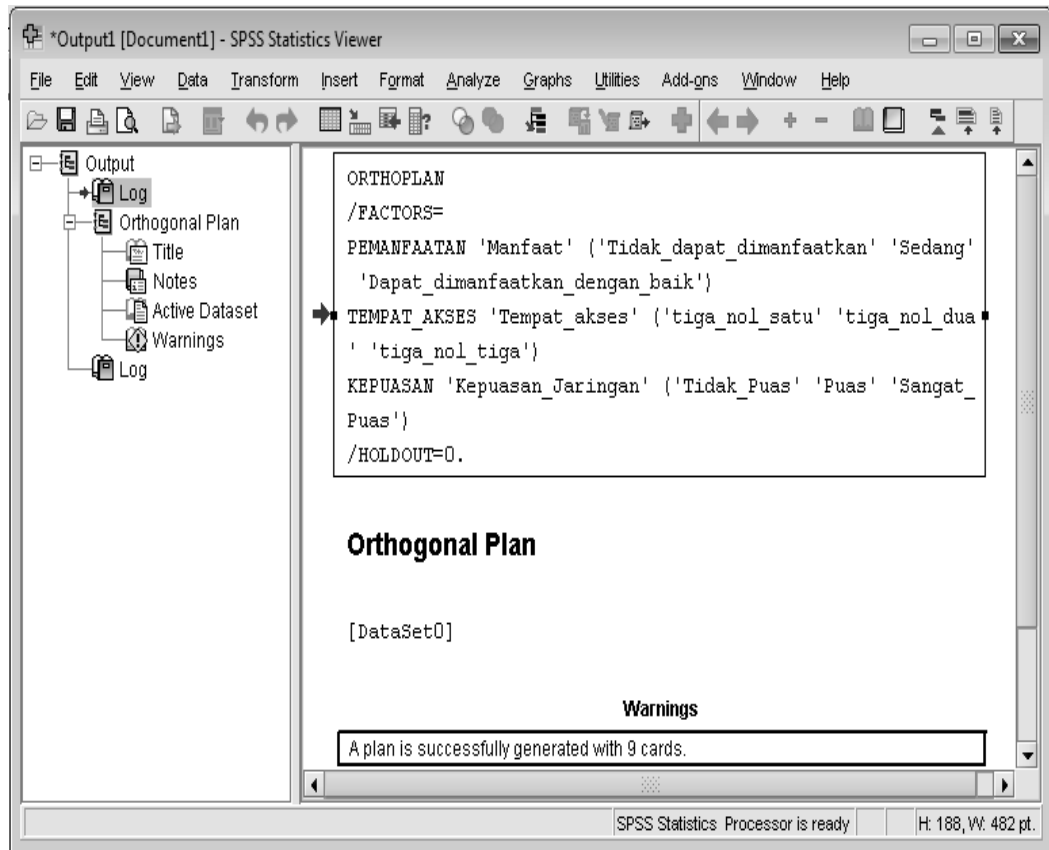 *Output1 [Document1] - SPSS Statistics Viewer
File Edit View Data Transform Insert Format Analyze Graphs Utilities Add-ons Window Help
Output
Log
Orthogonal Plan
Title
Notes
Active Dataset
Warnings
Log
ORTHOPLAN
/FACTORS=
PEMANFAATAN 'Manfaat' ('Tidak_dapat_dimanfaatkan' 'Sedang'
'Dapat_dimanfaatkan_dengan_baik')
TEMPAT_AKSES 'Tempat_akses' ('tiga_nol_satu' 'tiga_nol_dua
' 'tiga_nol_tiga')
KEPUASAN 'Kepuasan_Jaringan' ('Tidak_Puas' 'Puas' 'Sangat_
Puas')
/HOLDOUT=0.
Orthogonal Plan
[DataSet0]
Warnings
A plan is successfully generated with 9 cards.
SPSS Statistics Processor is ready
H: 188, W: 482 pt.